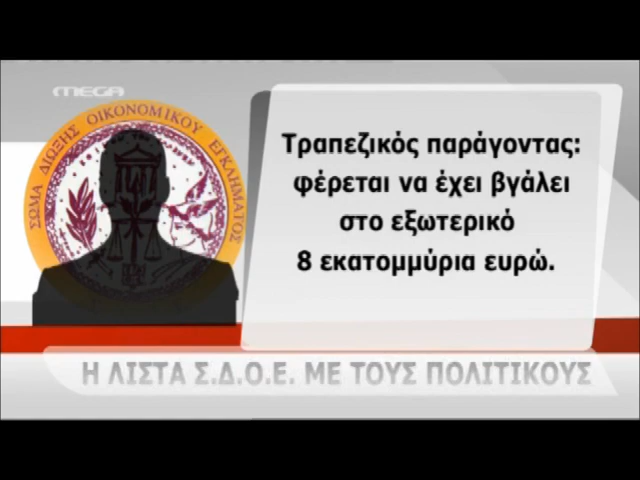 MEGA
ΣΩΜΑ ΔΙΩΞΗΣ ΟΙΚΟΝΟΜΙΚΟΥ ΕΓΚΛΗΜΑΤΟΣ
Τραπεζικός παράγοντας:
φέρεται να έχει βγάλει
στο εξωτερικό
8 εκατομμύρια ευρώ.
Η ΛΙΣΤΑ Σ.Δ.Ο.Ε. ΜΕ ΤΟΥΣ ΠΟΛΙΤΙΚΟΥΣ